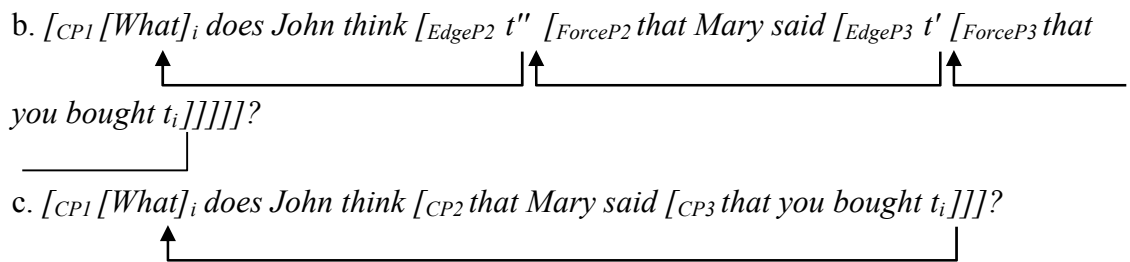 b. [CP1 [What]i does John think [EdgeP2 t'' [ForceP2 that Mary said [EdgeP3 t' [ForceP3 that
you bought ti]]]]]?
c. [CP1 [What]i does John think [CP2 that Mary said [CP3 that you bought ti]]]?